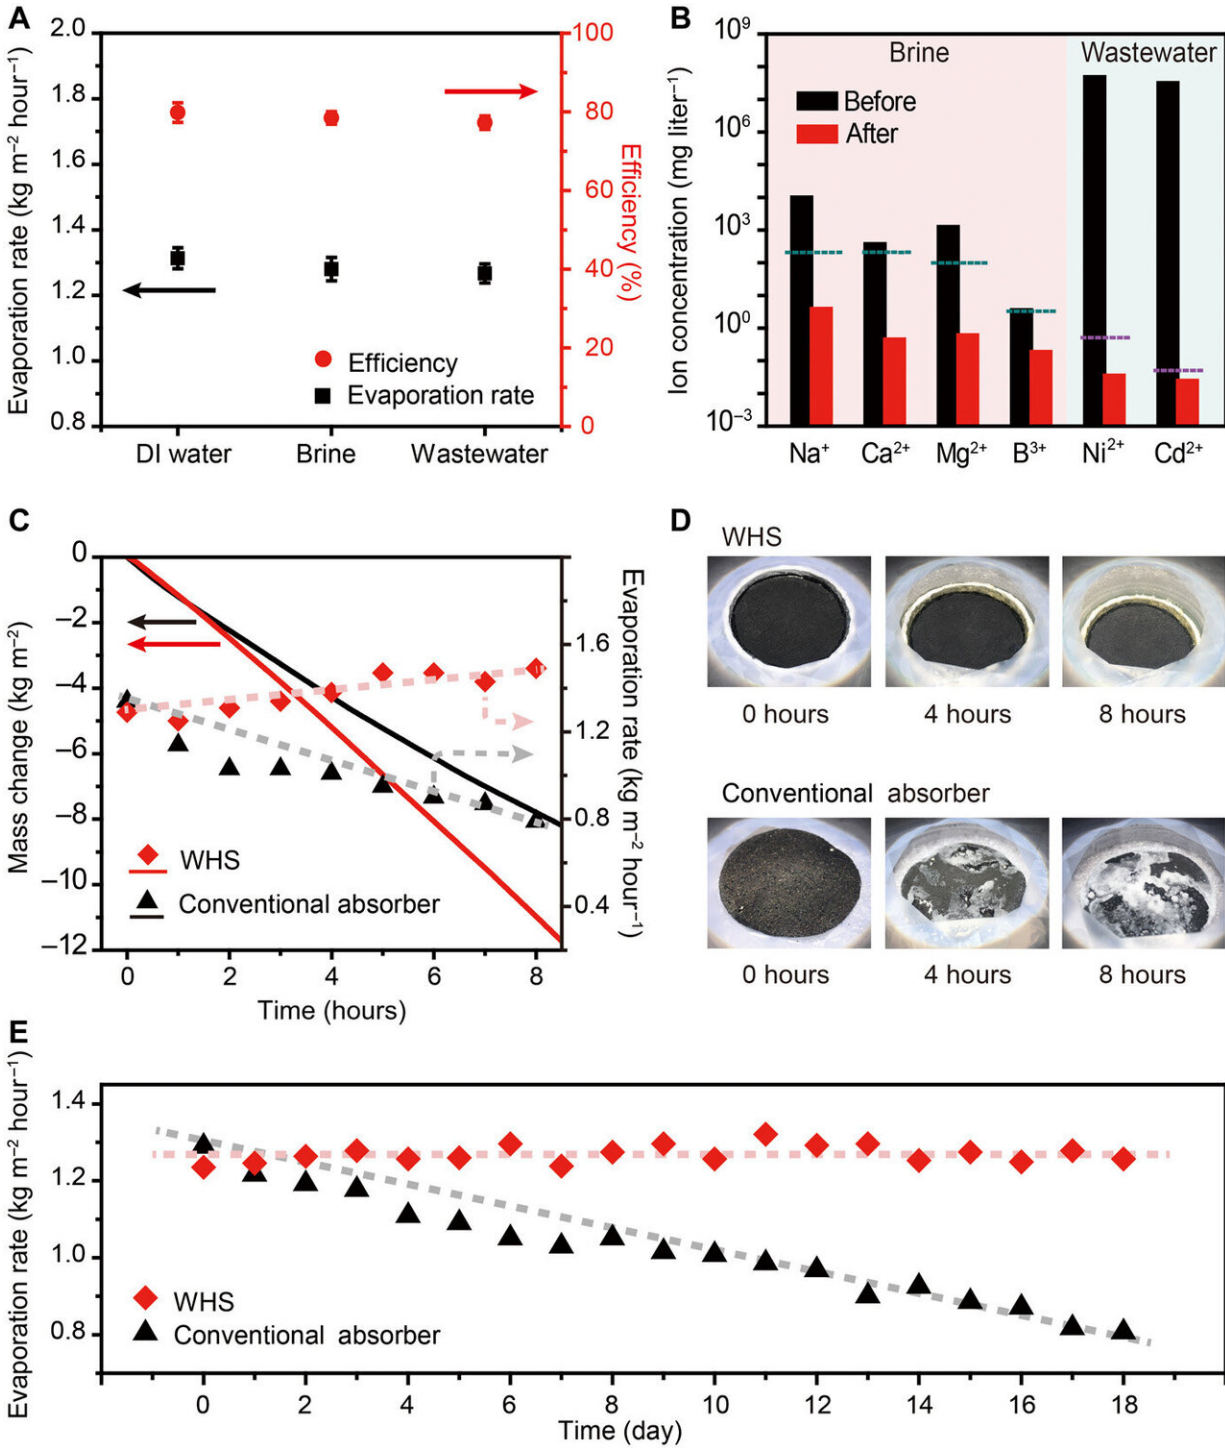 A
Evaporation rate (kg m⁻² hour⁻¹)
2.0
1.8
1.6
1.4
1.2
1.0
0.8
100
80
60
40
20
0
Efficiency (%)
Efficiency
Evaporation rate
DI water Brine Wastewater
B
Ion concentration (mg liter⁻¹)
10⁹
10⁶
10³
10⁰
10⁻³
Brine Wastewater
Before
After
Na⁺ Ca²⁺ Mg²⁺ B³⁺ Ni²⁺ Cd²⁺
C
Mass change (kg m⁻²)
0
−2
−4
−6
−8
−10
−12
1.6
1.2
0.8
0.4
Evaporation rate (kg m⁻² hour⁻¹)
WHS
Conventional absorber
0 2 4 6 8
Time (hours)
D
WHS
0 hours 4 hours 8 hours
Conventional absorber
0 hours 4 hours 8 hours
E
Evaporation rate (kg m⁻² hour⁻¹)
1.4
1.2
1.0
0.8
WHS
Conventional absorber
0 2 4 6 8 10 12 14 16 18
Time (day)